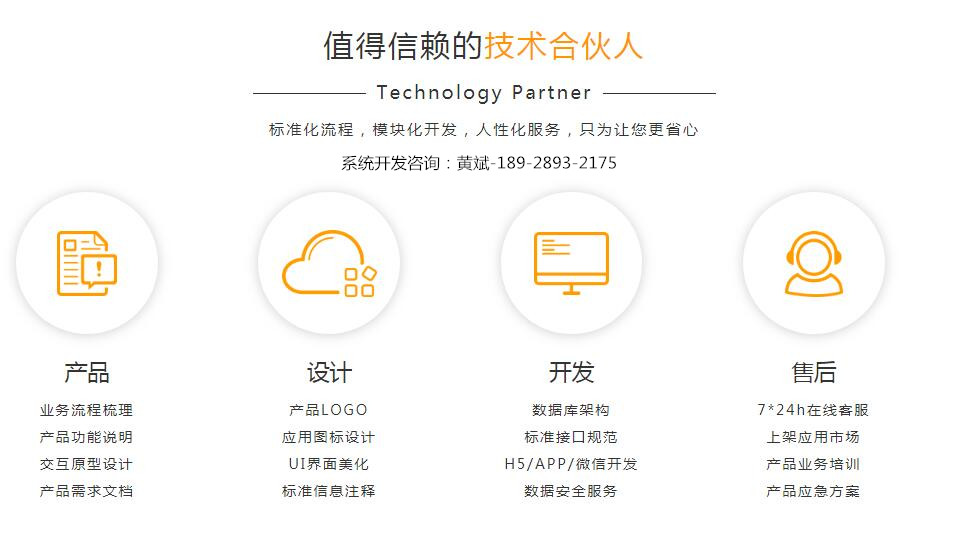 值得信赖的技术合伙人
Technology Partner
标准化流程，模块化开发，人性化服务，只为让您更省心
系统开发咨询：黄斌-189-2893-2175
产品
业务流程梳理
产品功能说明
交互原型设计
产品需求文档
设计
产品LOGO
应用图标设计
UI界面美化
标准信息注释
开发
数据库架构
标准接口规范
H5/APP/微信开发
数据安全服务
售后
7*24h在线客服
上架应用市场
产品业务培训
产品应急方案